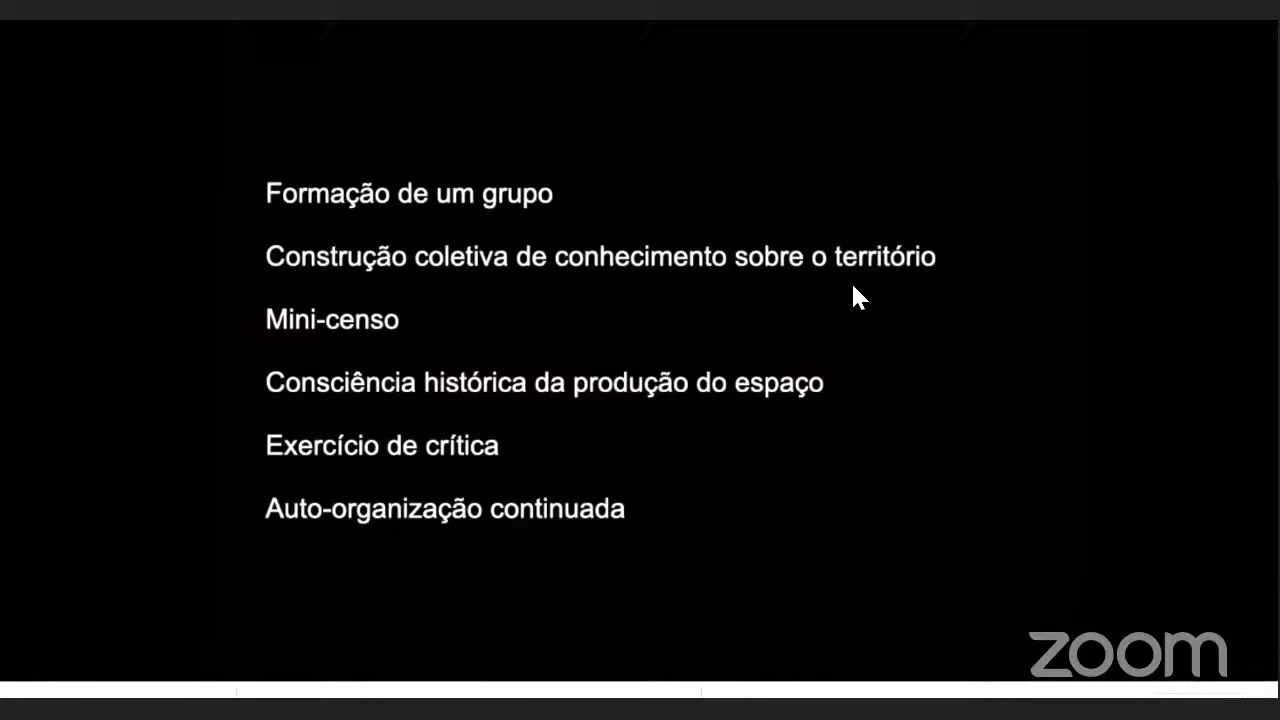 Formação de um grupo
Construção coletiva de conhecimento sobre o território
Mini-censo
Consciência histórica da produção do espaço
Exercício de crítica
Auto-organização continuada
zoom